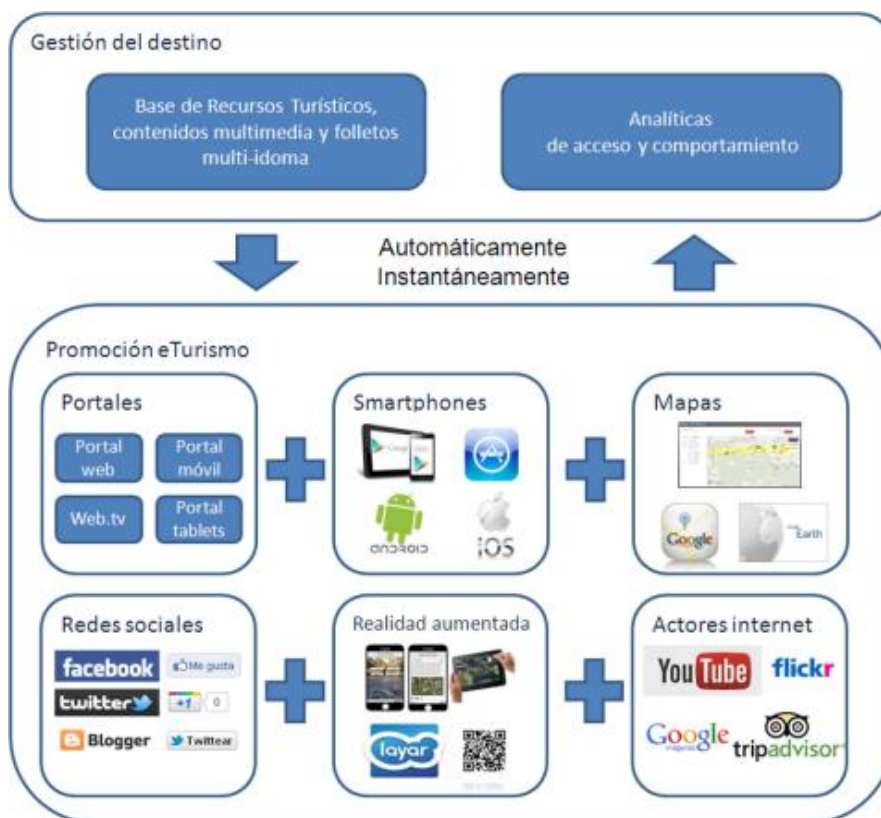 Gestión del destino
Base de Recursos Turísticos,
contenidos multimedia y folletos
multi-idoma
Analíticas
de acceso y comportamiento
Automáticamente
Instantáneamente
Promoción eTurismo
Portales
Portal
web
Portal
móvil
Web.tv
Portal
tablets
Smartphones
Google
ANDROID
iOS
Mapas
Google
Earth
Redes sociales
facebook
Me gusta
twitter
+1
0
Blogger
Twittear
Realidad aumentada
layar
Actores internet
YouTube
flickr
Google
imágenes
tripadvisor